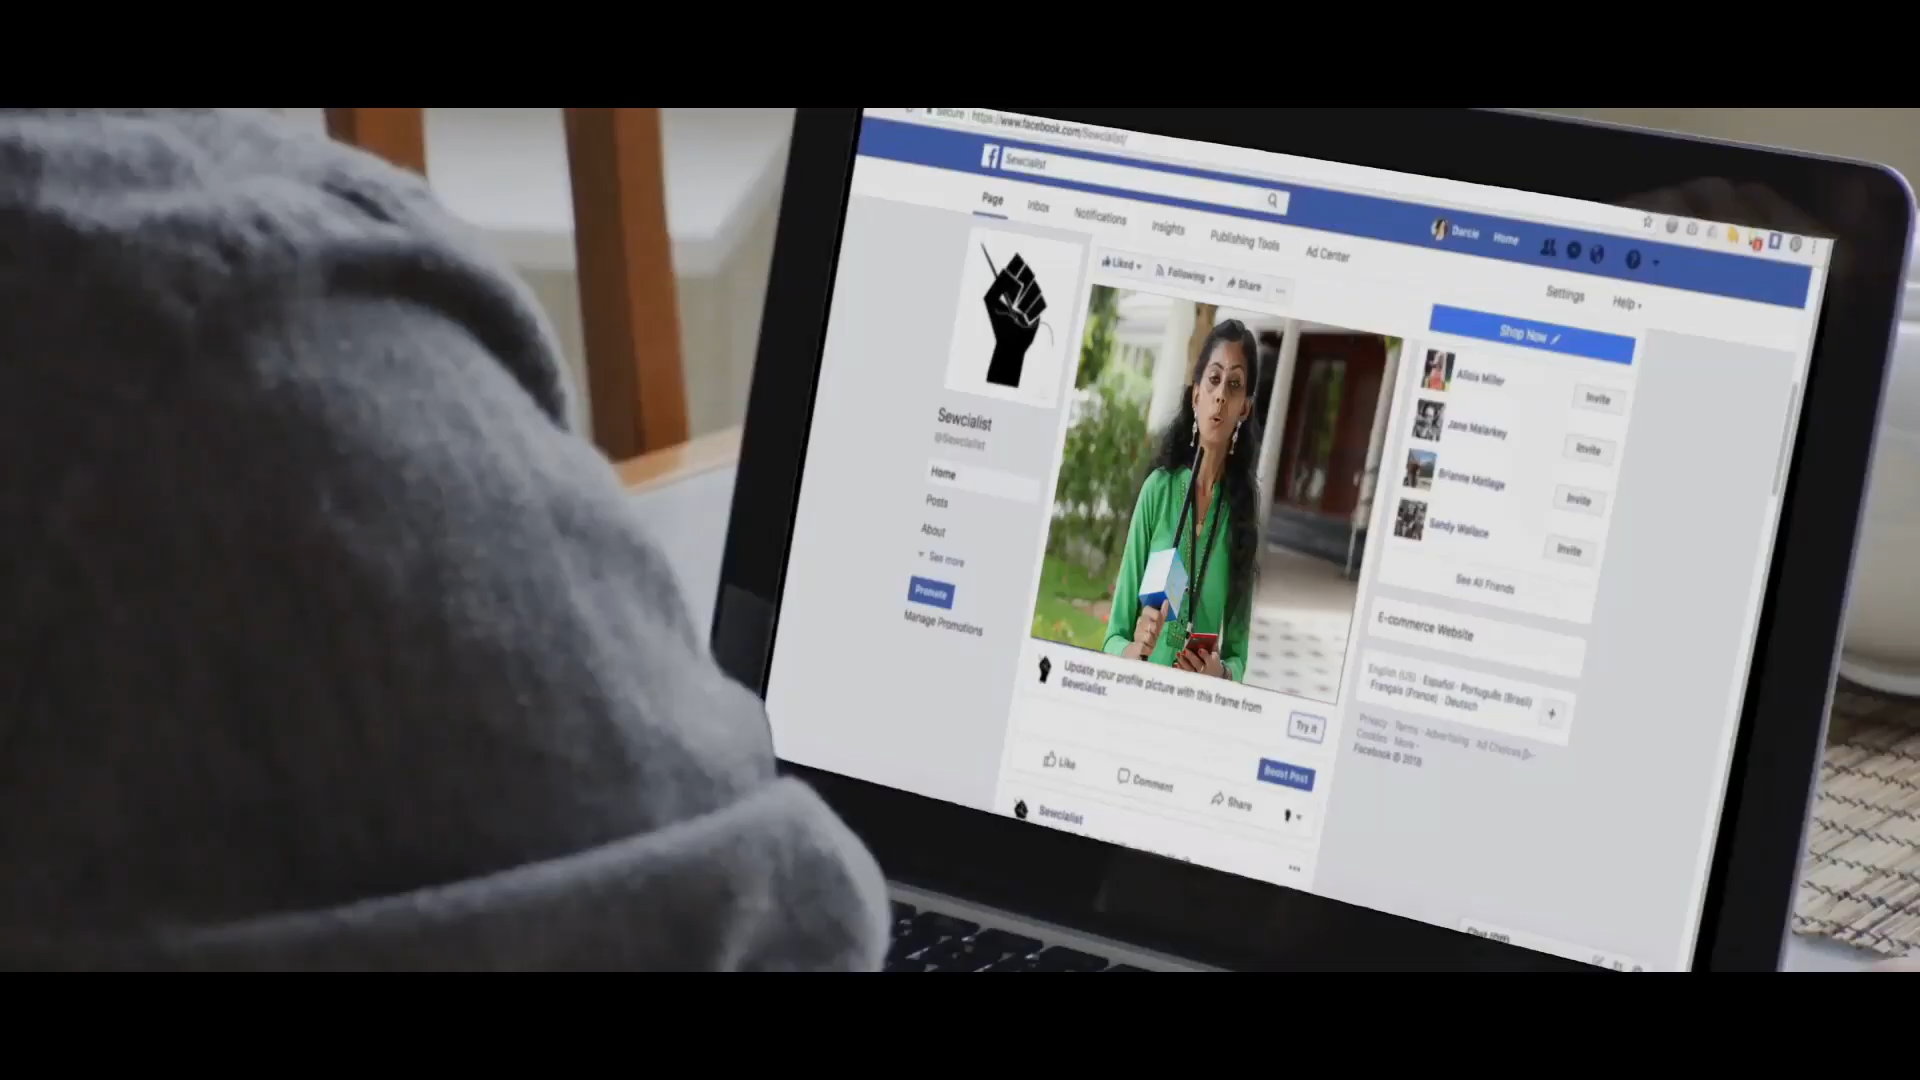 Secure https://www.facebook.com/Sewcialist/
Sewcialist
Darcie Home
Page Inbox Notifications Insights Publishing Tools Ad Center
Settings Help
Liked Following Share ...
Shop Now
Sewcialist
@Sewcialist
Home
Posts
About
See more
Promote
Manage Promotions
Invite
Jane Malarkey Invite
Brianne Matlage Invite
Sandy Wallace Invite
See All Friends
E-commerce Website
English (US) · Español · Português (Brasil)
Français (France) · Deutsch
+
Privacy · Terms · Advertising · Ad Choices
Cookies · More
Facebook © 2018
Update your profile picture with this frame from
Sewcialist.
Try it
Boost Post
Like Comment Share
Sewcialist
...